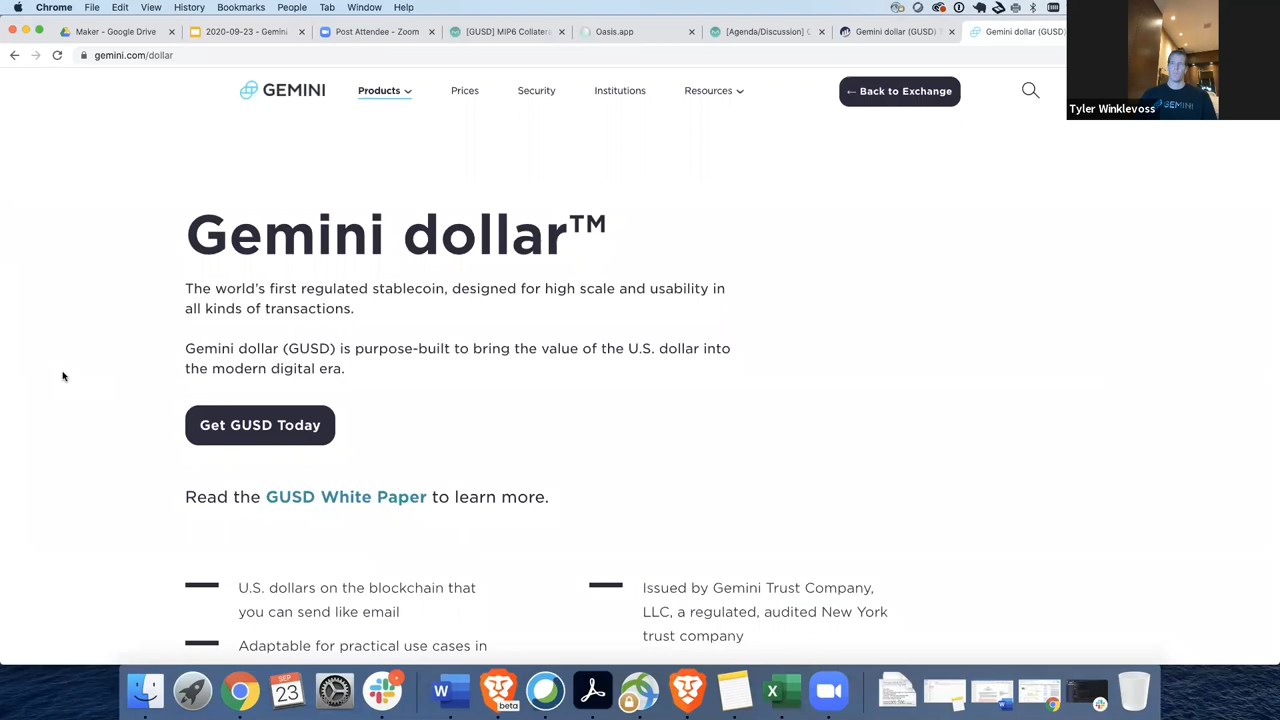 Chrome File Edit View History Bookmarks People Tab Window Help
Maker - Google Drive
2020-09-23 - Gemini
Post Attendee - Zoom
[GUSD] MIP6 Collatera
Oasis.app
[Agenda/Discussion]
Gemini dollar (GUSD)
Gemini dollar (GUSD)
gemini.com/dollar
GEMINI
Products
Prices
Security
Institutions
Resources
← Back to Exchange
GEMINI
Tyler Winklevoss
Gemini dollar™
The world's first regulated stablecoin, designed for high scale and usability in
all kinds of transactions.
Gemini dollar (GUSD) is purpose-built to bring the value of the U.S. dollar into
the modern digital era.
Get GUSD Today
Read the GUSD White Paper to learn more.
U.S. dollars on the blockchain that
you can send like email
Adaptable for practical use cases in
Issued by Gemini Trust Company,
LLC, a regulated, audited New York
trust company
SEP
23
W
beta
X